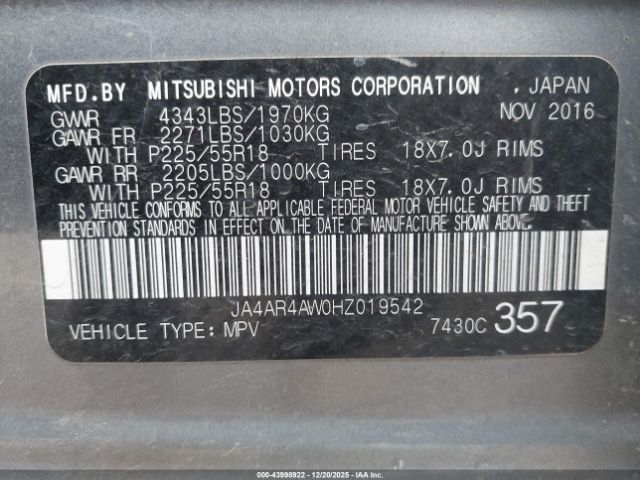 MFD.BY MITSUBISHI MOTORS CORPORATION . JAPAN
GVWR 4343LBS/1970KG NOV 2016
GAWR FR 2271LBS/1030KG
WITH P225/55R18 TIRES 18X7.0J RIMS
GAWR RR 2205LBS/1000KG
WITH P225/55R18 TIRES 18X7.0J RIMS
THIS VEHICLE CONFORMS TO ALL APPLICABLE FEDERAL MOTOR VEHICLE SAFETY AND THEFT
PREVENTION STANDARDS IN EFFECT ON THE DATE OF MANUFACTURE SHOWN ABOVE.
JA4AR4AW0HZ019542
VEHICLE TYPE: MPV 7430C 357
000-43998922 - 12/20/2025 - IAA Inc.